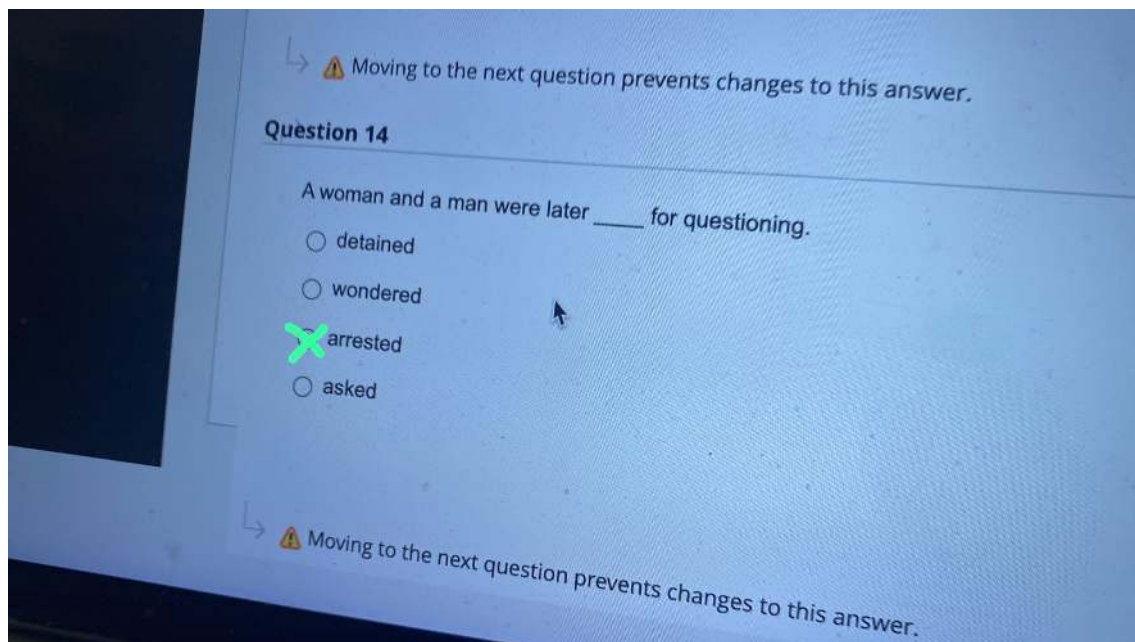 Moving to the next question prevents changes to this answer.
Question 14
A woman and a man were later _____ for questioning.
detained
wondered
arrested
asked
Moving to the next question prevents changes to this answer.